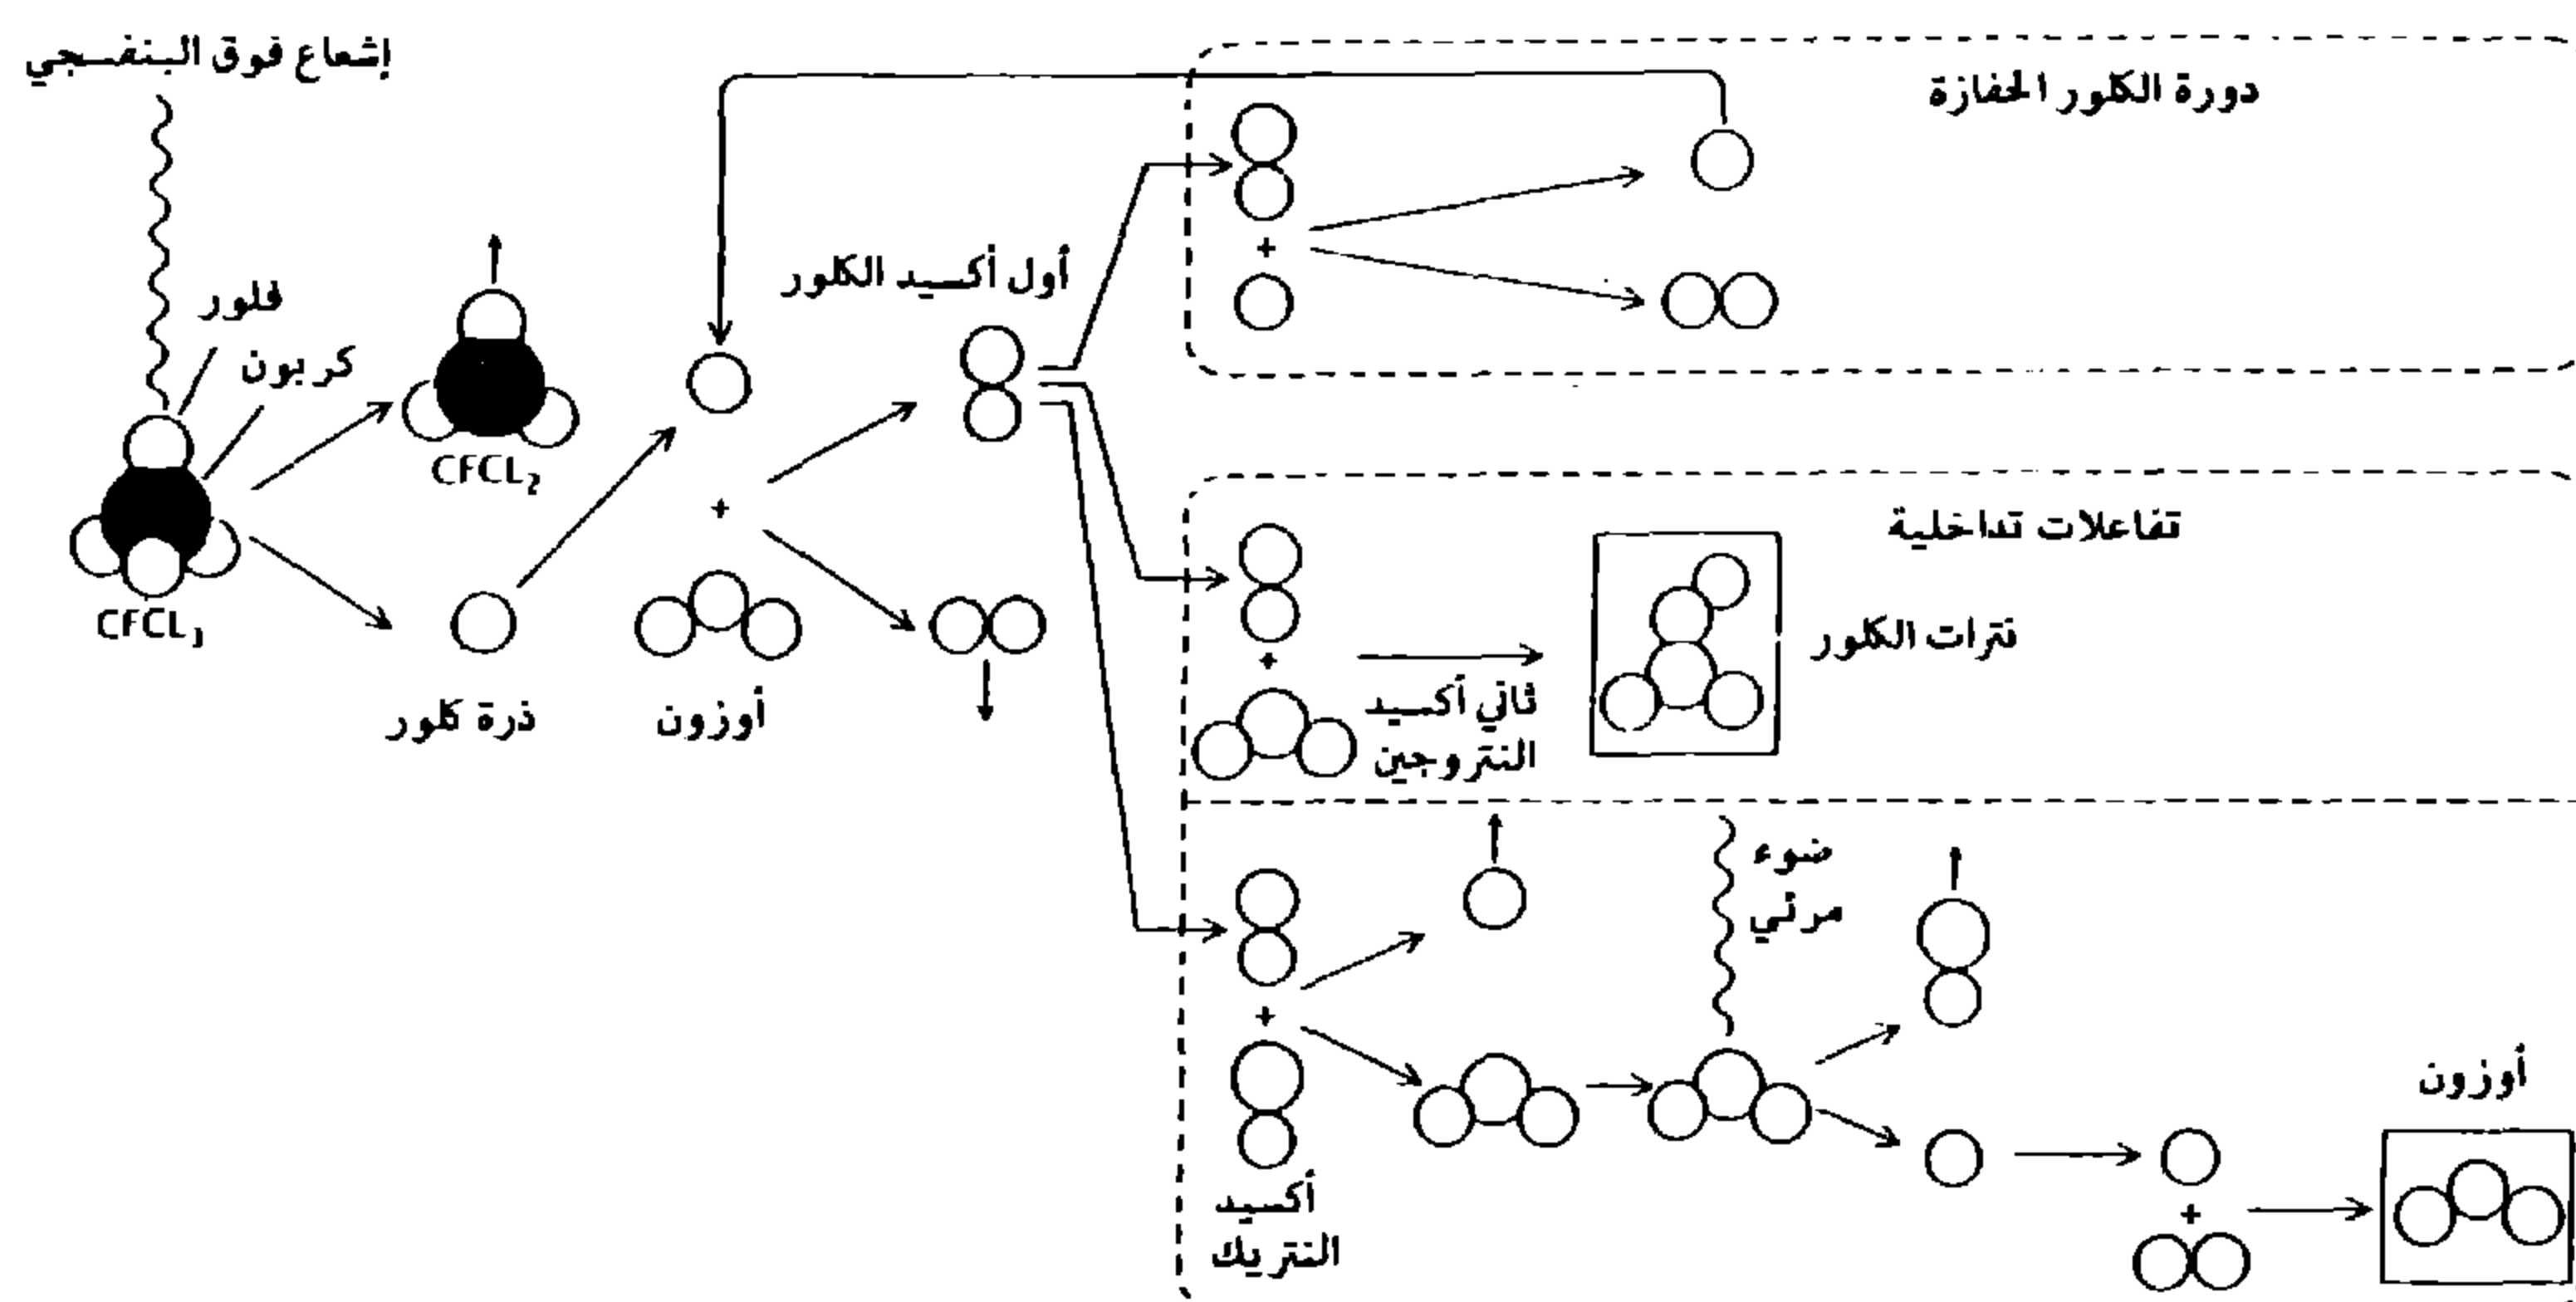 إشعاع فوق البنفسجي
دورة الكلور الحفازة
أول أكسيد الكلور
فلور
كربون
CFCL₂
CFCL₃
ذرة كلور
أوزون
تفاعلات تداخلية
نترات الكلور
ثاني أكسيد
النتروجين
ضوء
مرئي
أكسيد
النتريك
أوزون
+
+
+
+
+